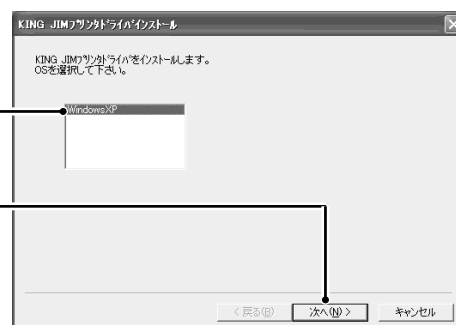 KING JIMプリンタドライバインストール
KING JIMプリンタドライバをインストールします。
OSを選択して下さい。
WindowsXP
< 戻る(B)
次へ(N) >
キャンセル